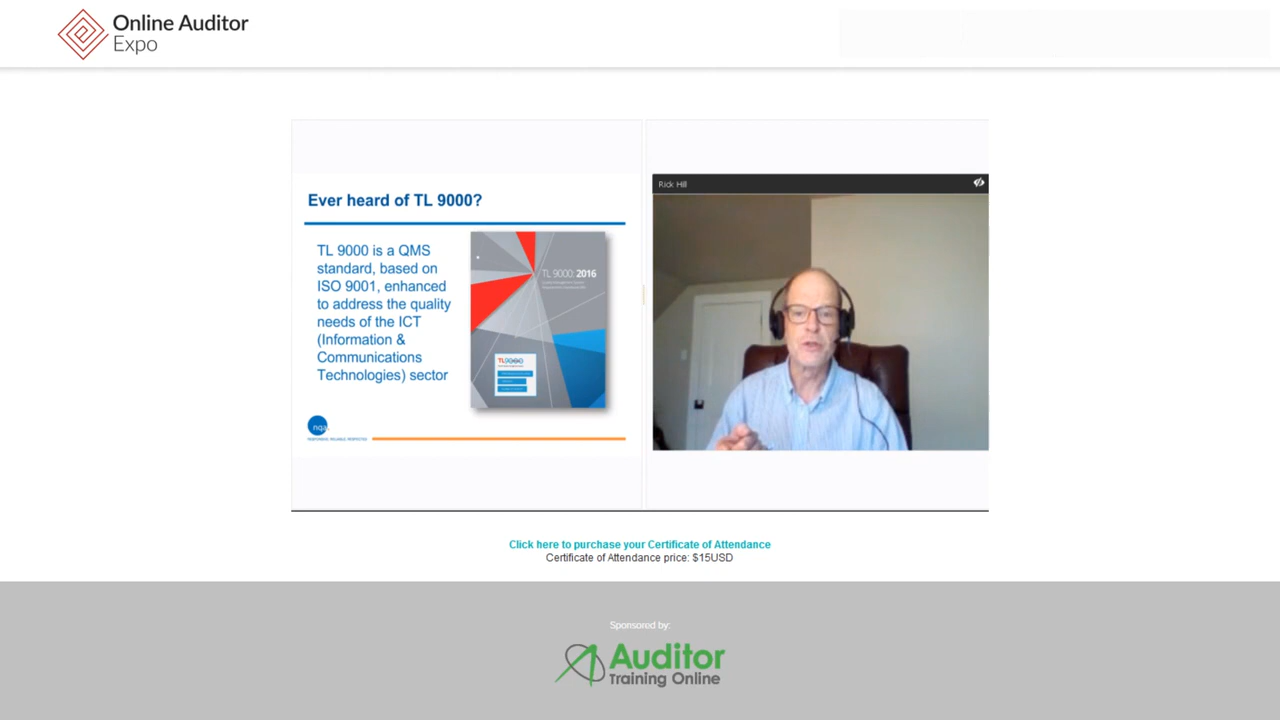 Online Auditor
Expo
Ever heard of TL 9000?
TL 9000 is a QMS
standard, based on
ISO 9001, enhanced
to address the quality
needs of the ICT
(Information &
Communications
Technologies) sector
TL 9000: 2016
TL9000
nqa
Rick Hill
Click here to purchase your Certificate of Attendance
Certificate of Attendance price: $15USD
Sponsored by:
Auditor
Training Online